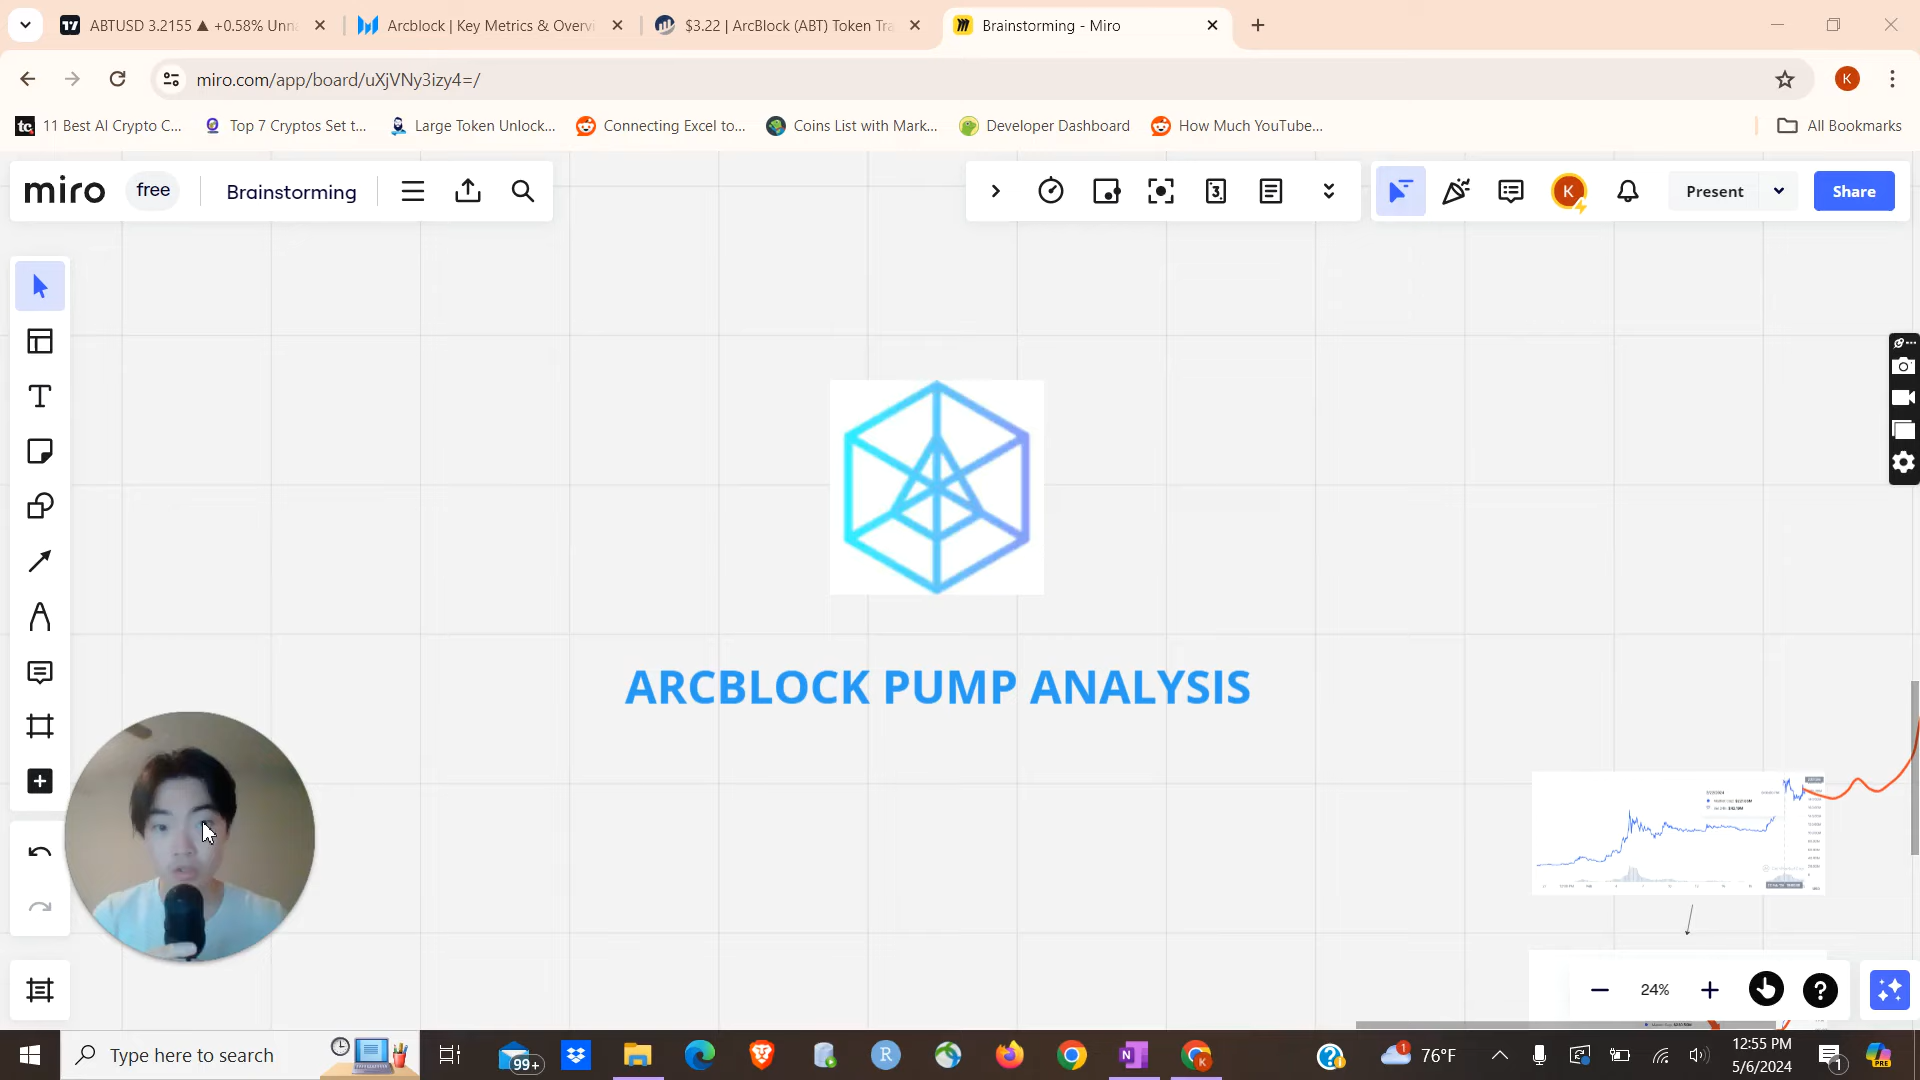 ABTUSD 3.2155 ▲ +0.58% Unna
Arcblock | Key Metrics & Overvi
$3.22 | ArcBlock (ABT) Token Tra
Brainstorming - Miro
miro.com/app/board/uXjVNy3izy4=/
K
11 Best AI Crypto C...
Top 7 Cryptos Set t...
Large Token Unlock...
Connecting Excel to...
Coins List with Mark...
Developer Dashboard
How Much YouTube...
All Bookmarks
miro
free
Brainstorming
3
K
Present
Share
ARCBLOCK PUMP ANALYSIS
24%
?
Type here to search
99+
76°F
12:55 PM
5/6/2024